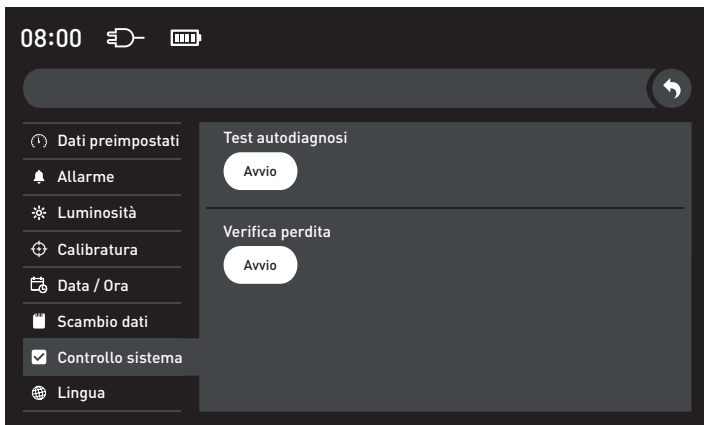 08:00
Dati preimpostati
Allarme
Luminosità
Calibratura
Data / Ora
Scambio dati
Controllo sistema
Lingua
Test autodiagnosi
Avvio
Verifica perdita
Avvio